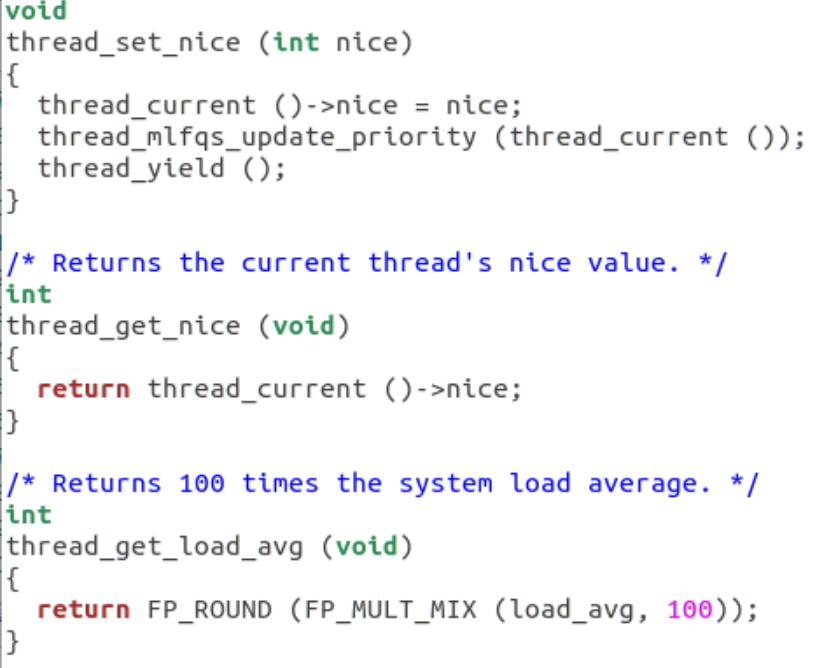 void
thread_set_nice (int nice)
{
  thread_current ()->nice = nice;
  thread_mlfqs_update_priority (thread_current ());
  thread_yield ();
}

/* Returns the current thread's nice value. */
int
thread_get_nice (void)
{
  return thread_current ()->nice;
}

/* Returns 100 times the system load average. */
int
thread_get_load_avg (void)
{
  return FP_ROUND (FP_MULT_MIX (load_avg, 100));
}